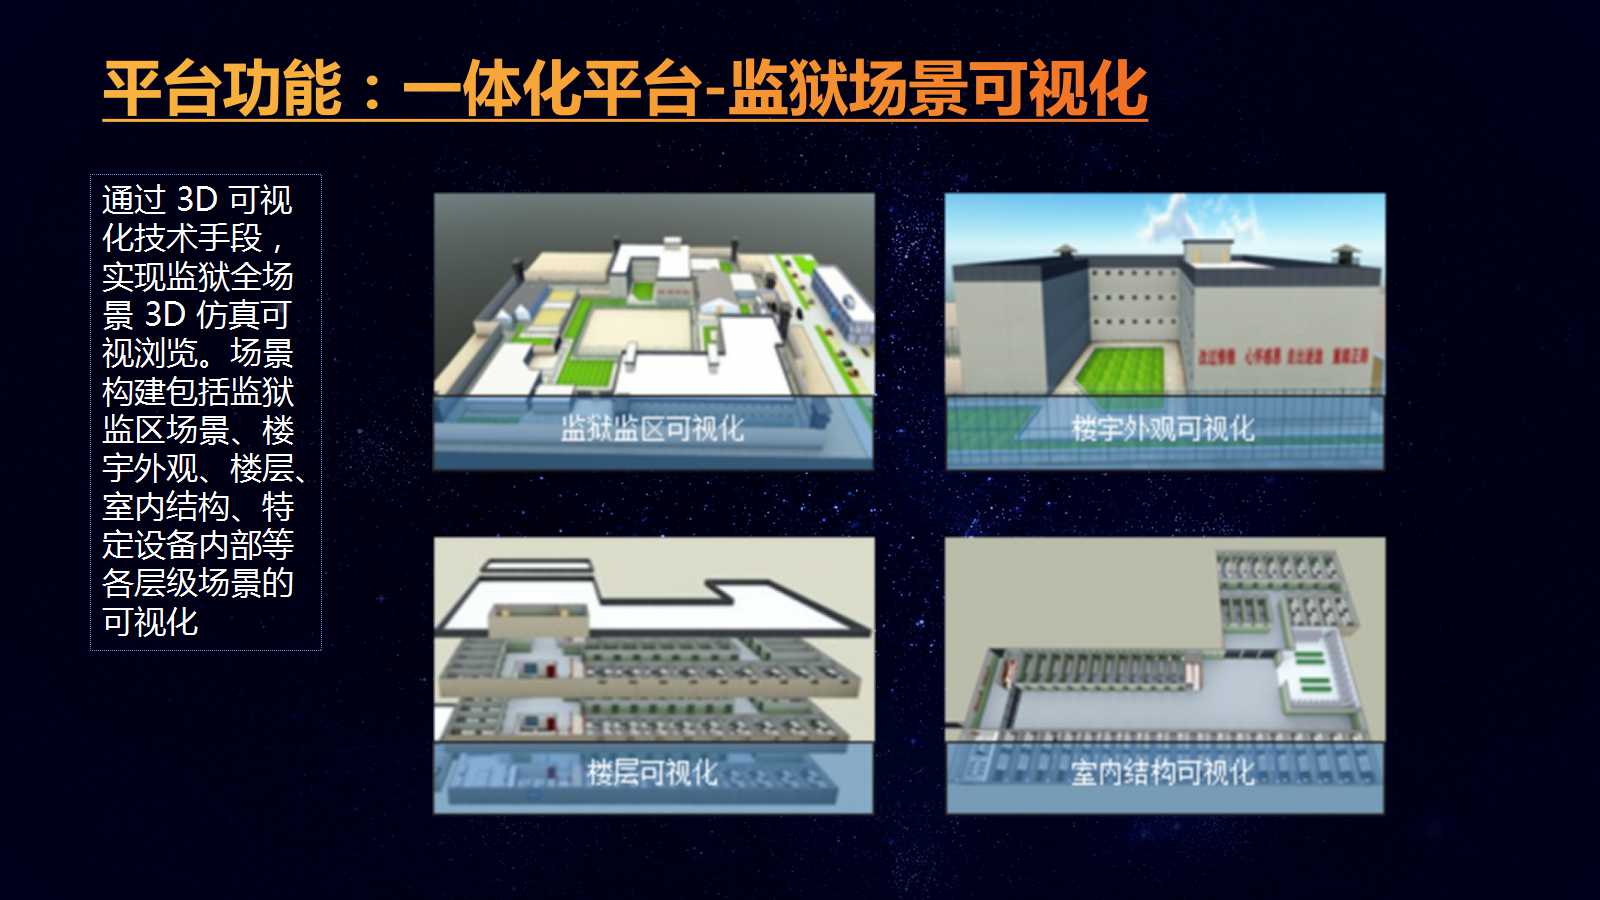 平台功能：一体化平台-监狱场景可视化
通过 3D 可视
化技术手段，
实现监狱全场
景 3D 仿真可
视浏览。场景
构建包括监狱
监区场景、楼
宇外观、楼层、
室内结构、特
定设备内部等
各层级场景的
可视化
监狱监区可视化
楼宇外观可视化
楼层可视化
室内结构可视化